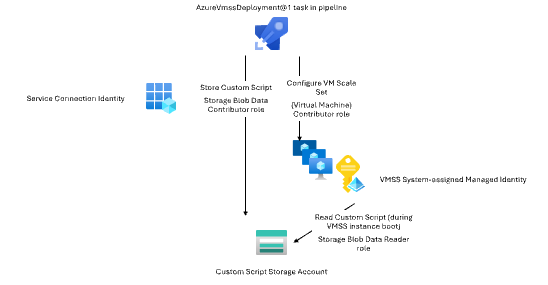 AzureVmssDeployment@1 task in pipeline
Store Custom Script
Storage Blob Data
Contributor role
Configure VM Scale
Set
(Virtual Machine)
Contributor role
Service Connection Identity
VMSS System-assigned Managed Identity
Read Custom Script (during
VMSS instance boot)
Storage Blob Data Reader
role
Custom Script Storage Account